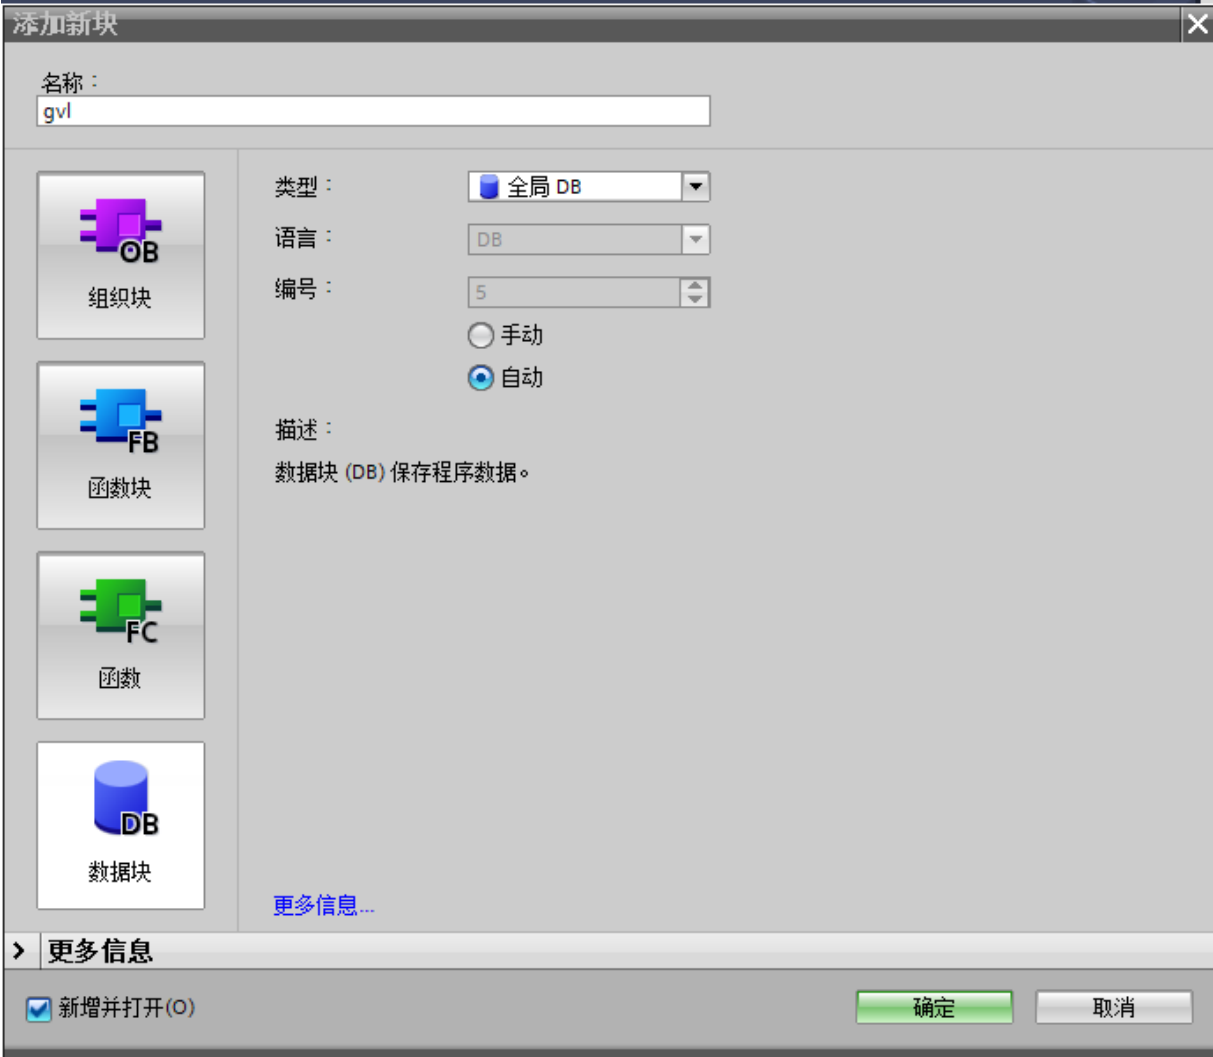 添加新块
名称：
gvl
OB
组织块
FB
函数块
FC
函数
DB
数据块
类型：
全局 DB
语言：
DB
编号：
5
手动
自动
描述：
数据块 (DB) 保存程序数据。
更多信息...
更多信息
新增并打开(O)
确定
取消